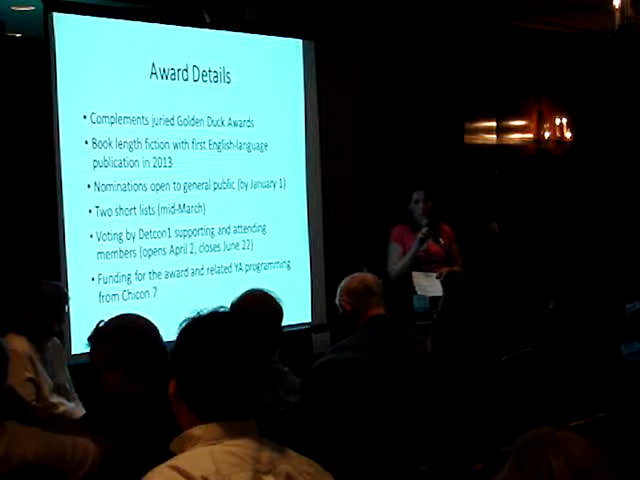 Award Details
• Complements juried Golden Duck Awards
• Book length fiction with first English-language
publication in 2013
• Nominations open to general public (by January 1)
• Two short lists (mid-March)
• Voting by Detcon1 supporting and attending
members (opens April 2, closes June 22)
• Funding for the award and related YA programming
from Chicon 7